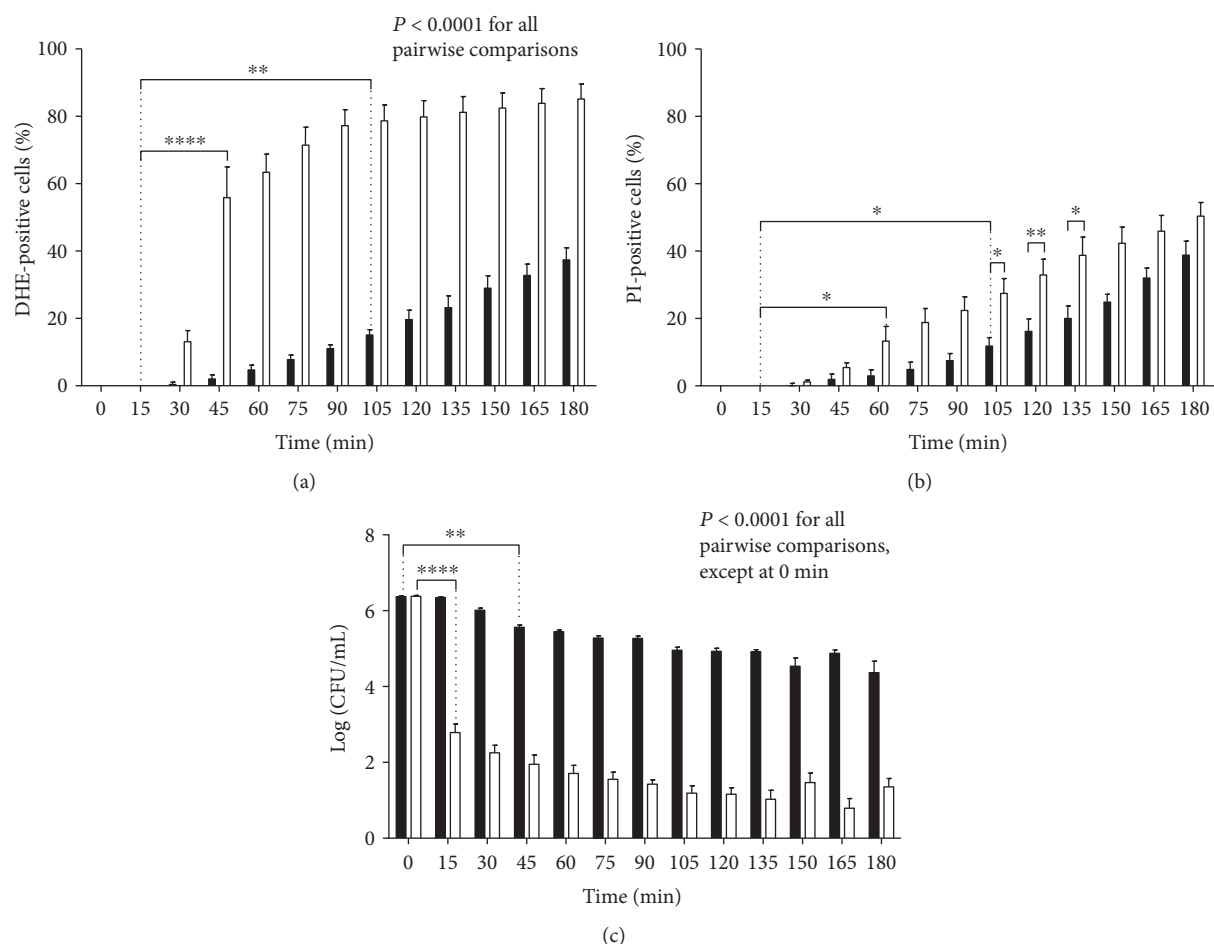 P < 0.0001 for all
pairwise comparisons
100
80
60
40
20
0
DHE-positive cells (%)
**
****
0 15 30 45 60 75 90 105 120 135 150 165 180
Time (min)
(a)
100
80
60
40
20
0
PI-positive cells (%)
*
*
*
**
*
0 15 30 45 60 75 90 105 120 135 150 165 180
Time (min)
(b)
P < 0.0001 for all
pairwise comparisons,
except at 0 min
8
6
4
2
0
Log (CFU/mL)
**
****
0 15 30 45 60 75 90 105 120 135 150 165 180
Time (min)
(c)